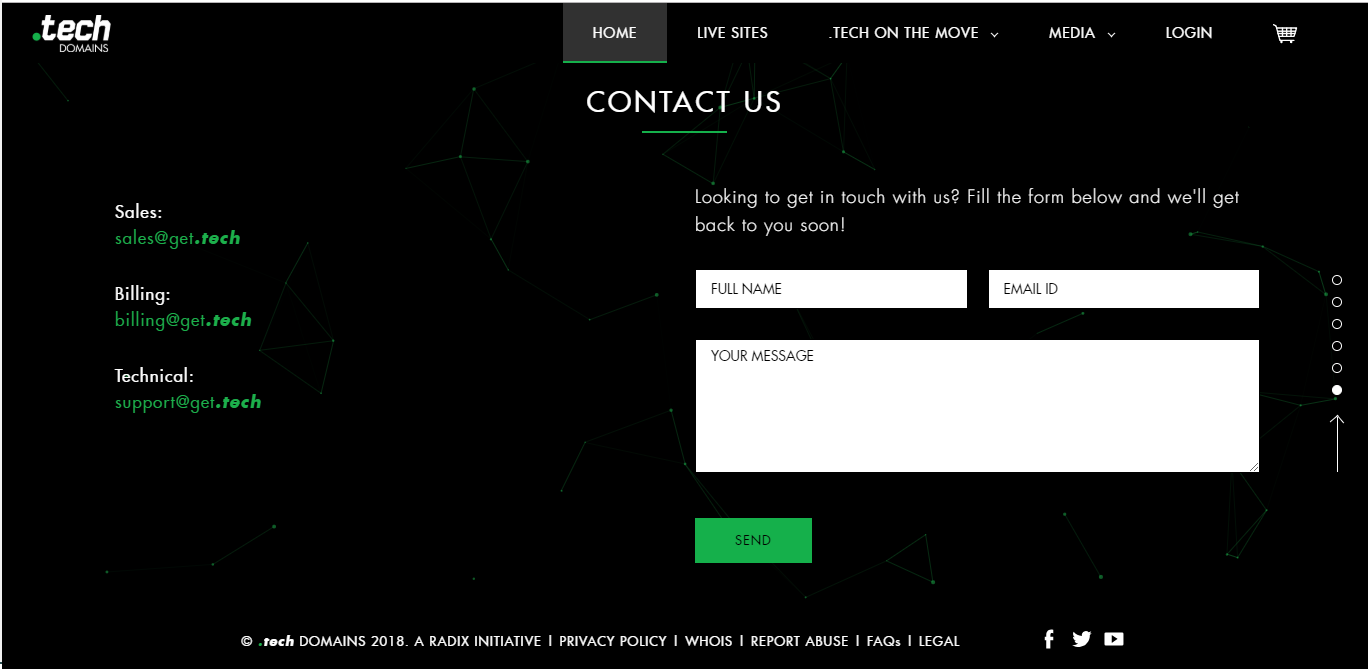 .tech
DOMAINS
HOME
LIVE SITES
.TECH ON THE MOVE
MEDIA
LOGIN
CONTACT US
Sales:
sales@get.tech
Billing:
billing@get.tech
Technical:
support@get.tech
Looking to get in touch with us? Fill the form below and we'll get
back to you soon!
FULL NAME
EMAIL ID
YOUR MESSAGE
SEND
© .tech DOMAINS 2018. A RADIX INITIATIVE | PRIVACY POLICY | WHOIS | REPORT ABUSE | FAQs | LEGAL